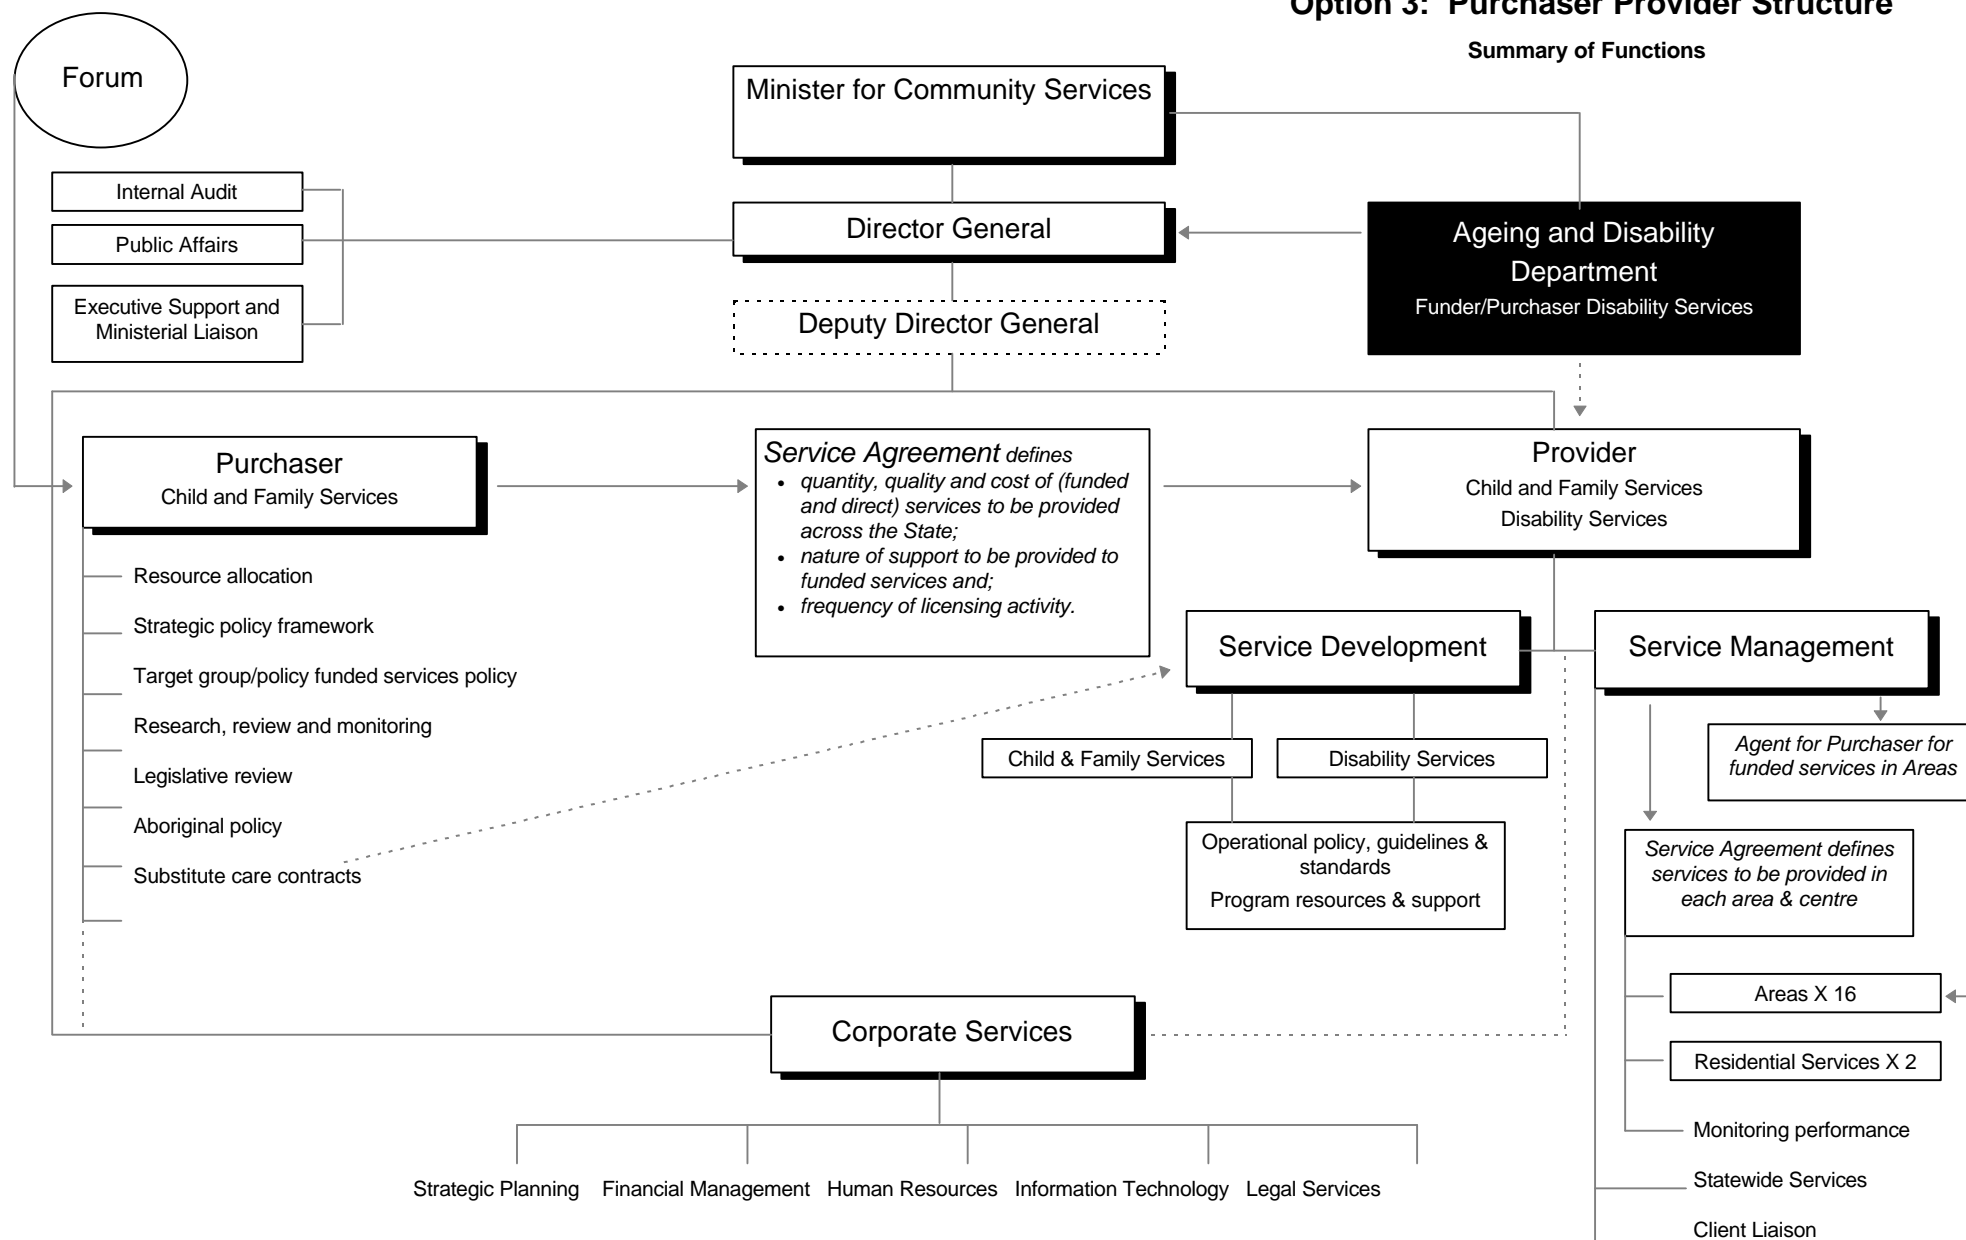 Option 3: Purchaser Provider Structure
Summary of Functions
Forum
Minister for Community Services
Internal Audit
Public Affairs
Executive Support and
Ministerial Liaison
Director General
Deputy Director General
Ageing and Disability
Department
Funder/Purchaser Disability Services
Purchaser
Child and Family Services
Service Agreement defines
• quantity, quality and cost of (funded
and direct) services to be provided
across the State;
• nature of support to be provided to
funded services and;
• frequency of licensing activity.
Provider
Child and Family Services
Disability Services
Resource allocation
Strategic policy framework
Target group/policy funded services policy
Research, review and monitoring
Legislative review
Aboriginal policy
Substitute care contracts
Service Development
Service Management
Child & Family Services
Disability Services
Operational policy, guidelines &
standards
Program resources & support
Agent for Purchaser for
funded services in Areas
Service Agreement defines
services to be provided in
each area & centre
Areas X 16
Residential Services X 2
Monitoring performance
Statewide Services
Client Liaison
Corporate Services
Strategic Planning
Financial Management
Human Resources
Information Technology
Legal Services